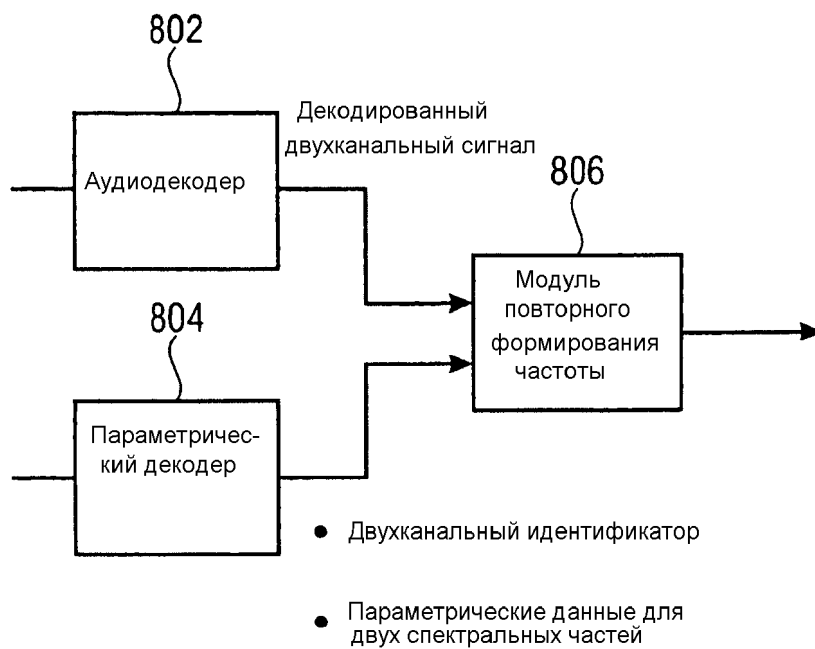 802
Декодированный
двухканальный сигнал
Аудиодекодер
806
Модуль
повторного
формирования
частоты
804
Параметричес-
кий декодер
● Двухканальный идентификатор
● Параметрические данные для
двух спектральных частей